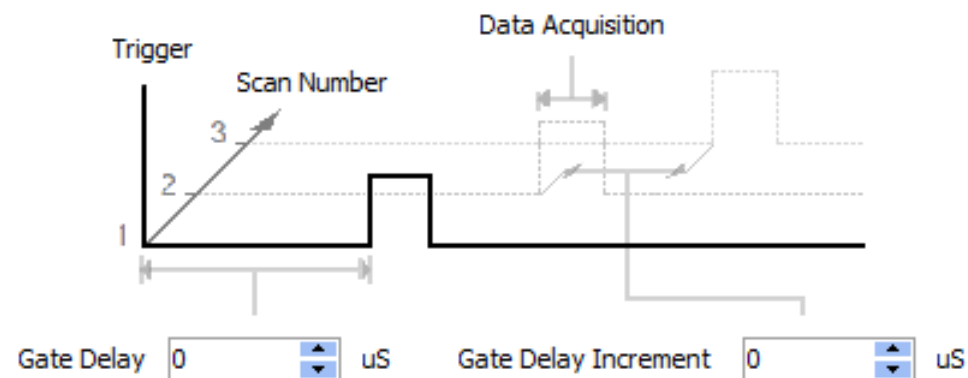 Data Acquisition
Trigger
Scan Number
3
2
1
Gate Delay 0 uS Gate Delay Increment 0 uS